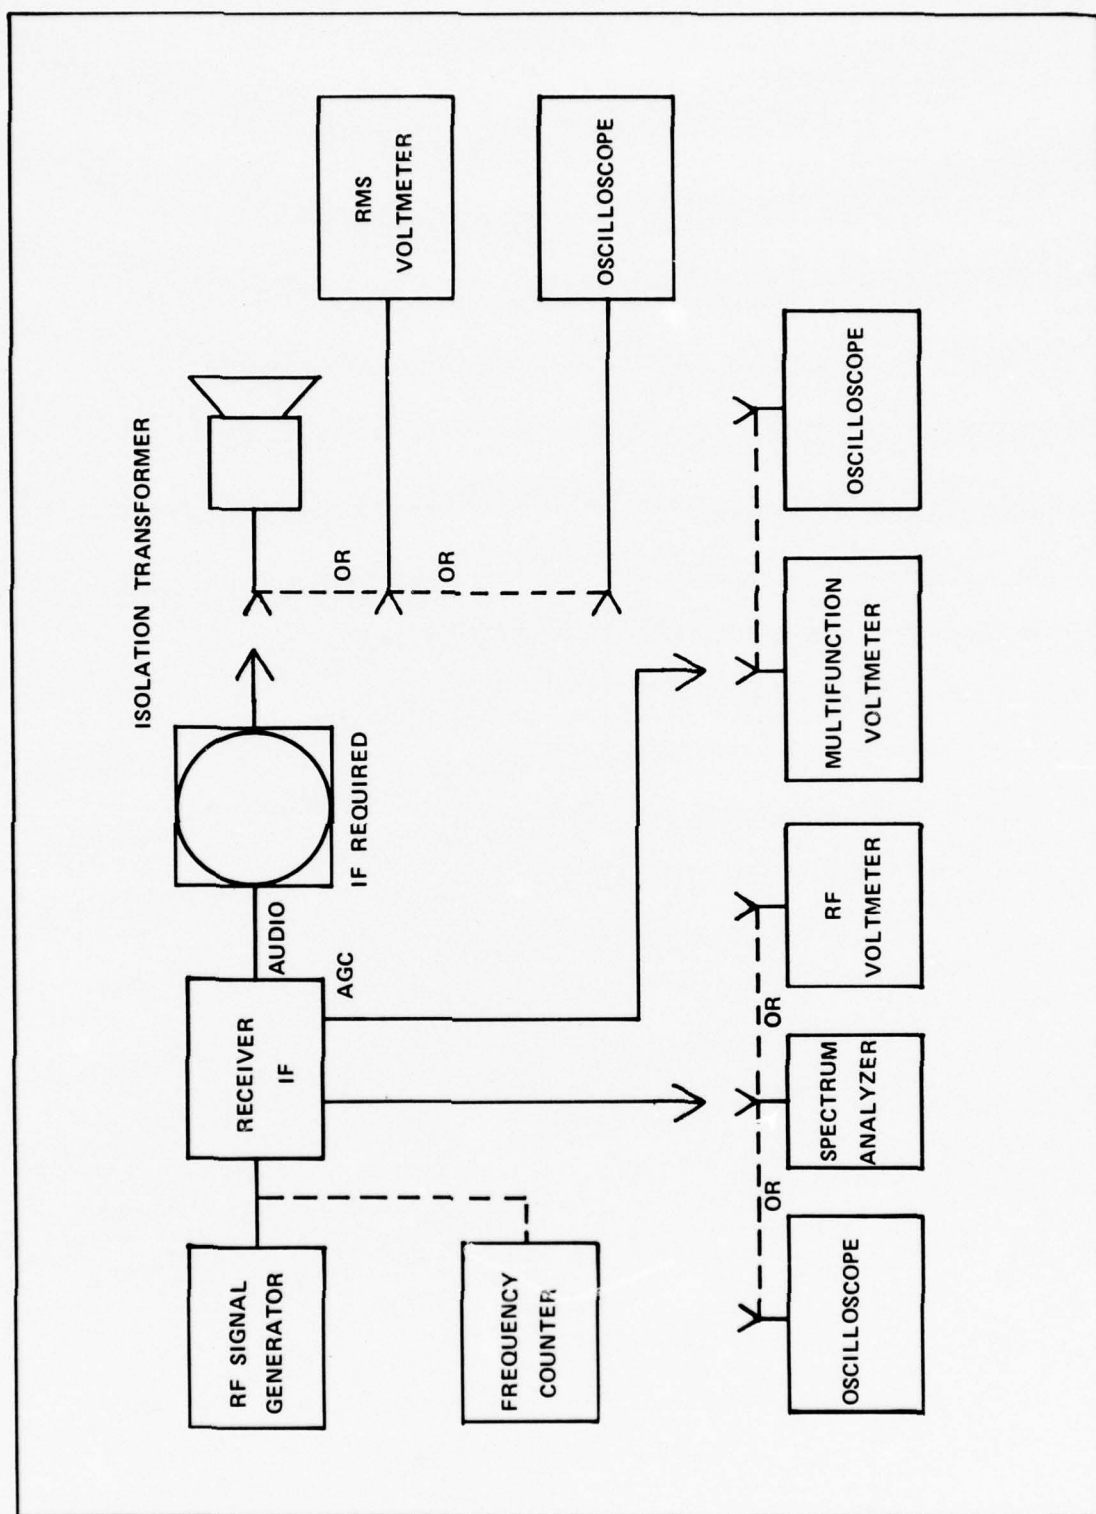 ISOLATION TRANSFORMER
RF SIGNAL
GENERATOR
RECEIVER
IF
AUDIO
AGC
IF REQUIRED
OR
RMS
VOLTMETER
OR
FREQUENCY
COUNTER
OSCILLOSCOPE
OR
OR
OSCILLOSCOPE
SPECTRUM
ANALYZER
RF
VOLTMETER
MULTIFUNCTION
VOLTMETER
OSCILLOSCOPE